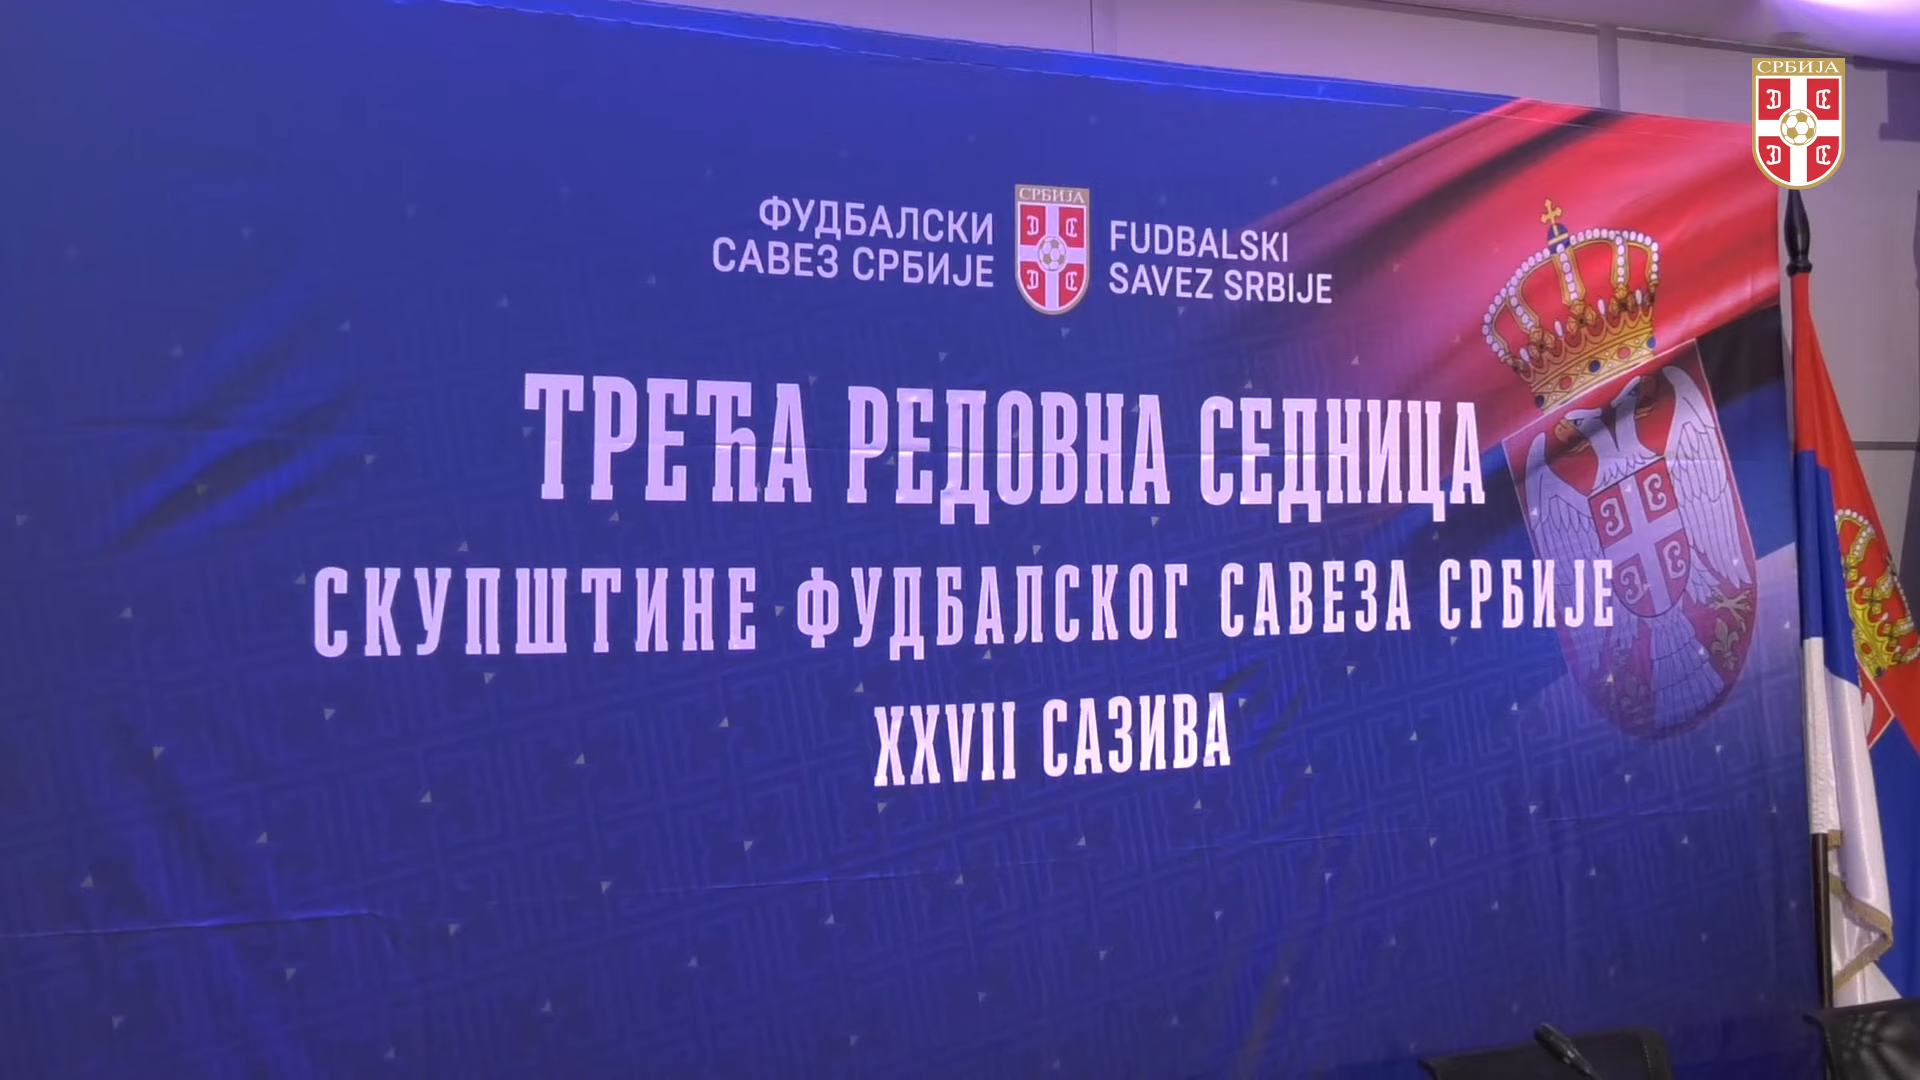 СРБИЈА
ФУДБАЛСКИ
САВЕЗ СРБИЈЕ
СРБИЈА
FUDBALSKI
SAVEZ SRBIJE
ТРЕЋА РЕДОВНА СЕДНИЦА
СКУПШТИНЕ ФУДБАЛСКОГ САВЕЗА СРБИЈЕ
XXVII САЗИВА